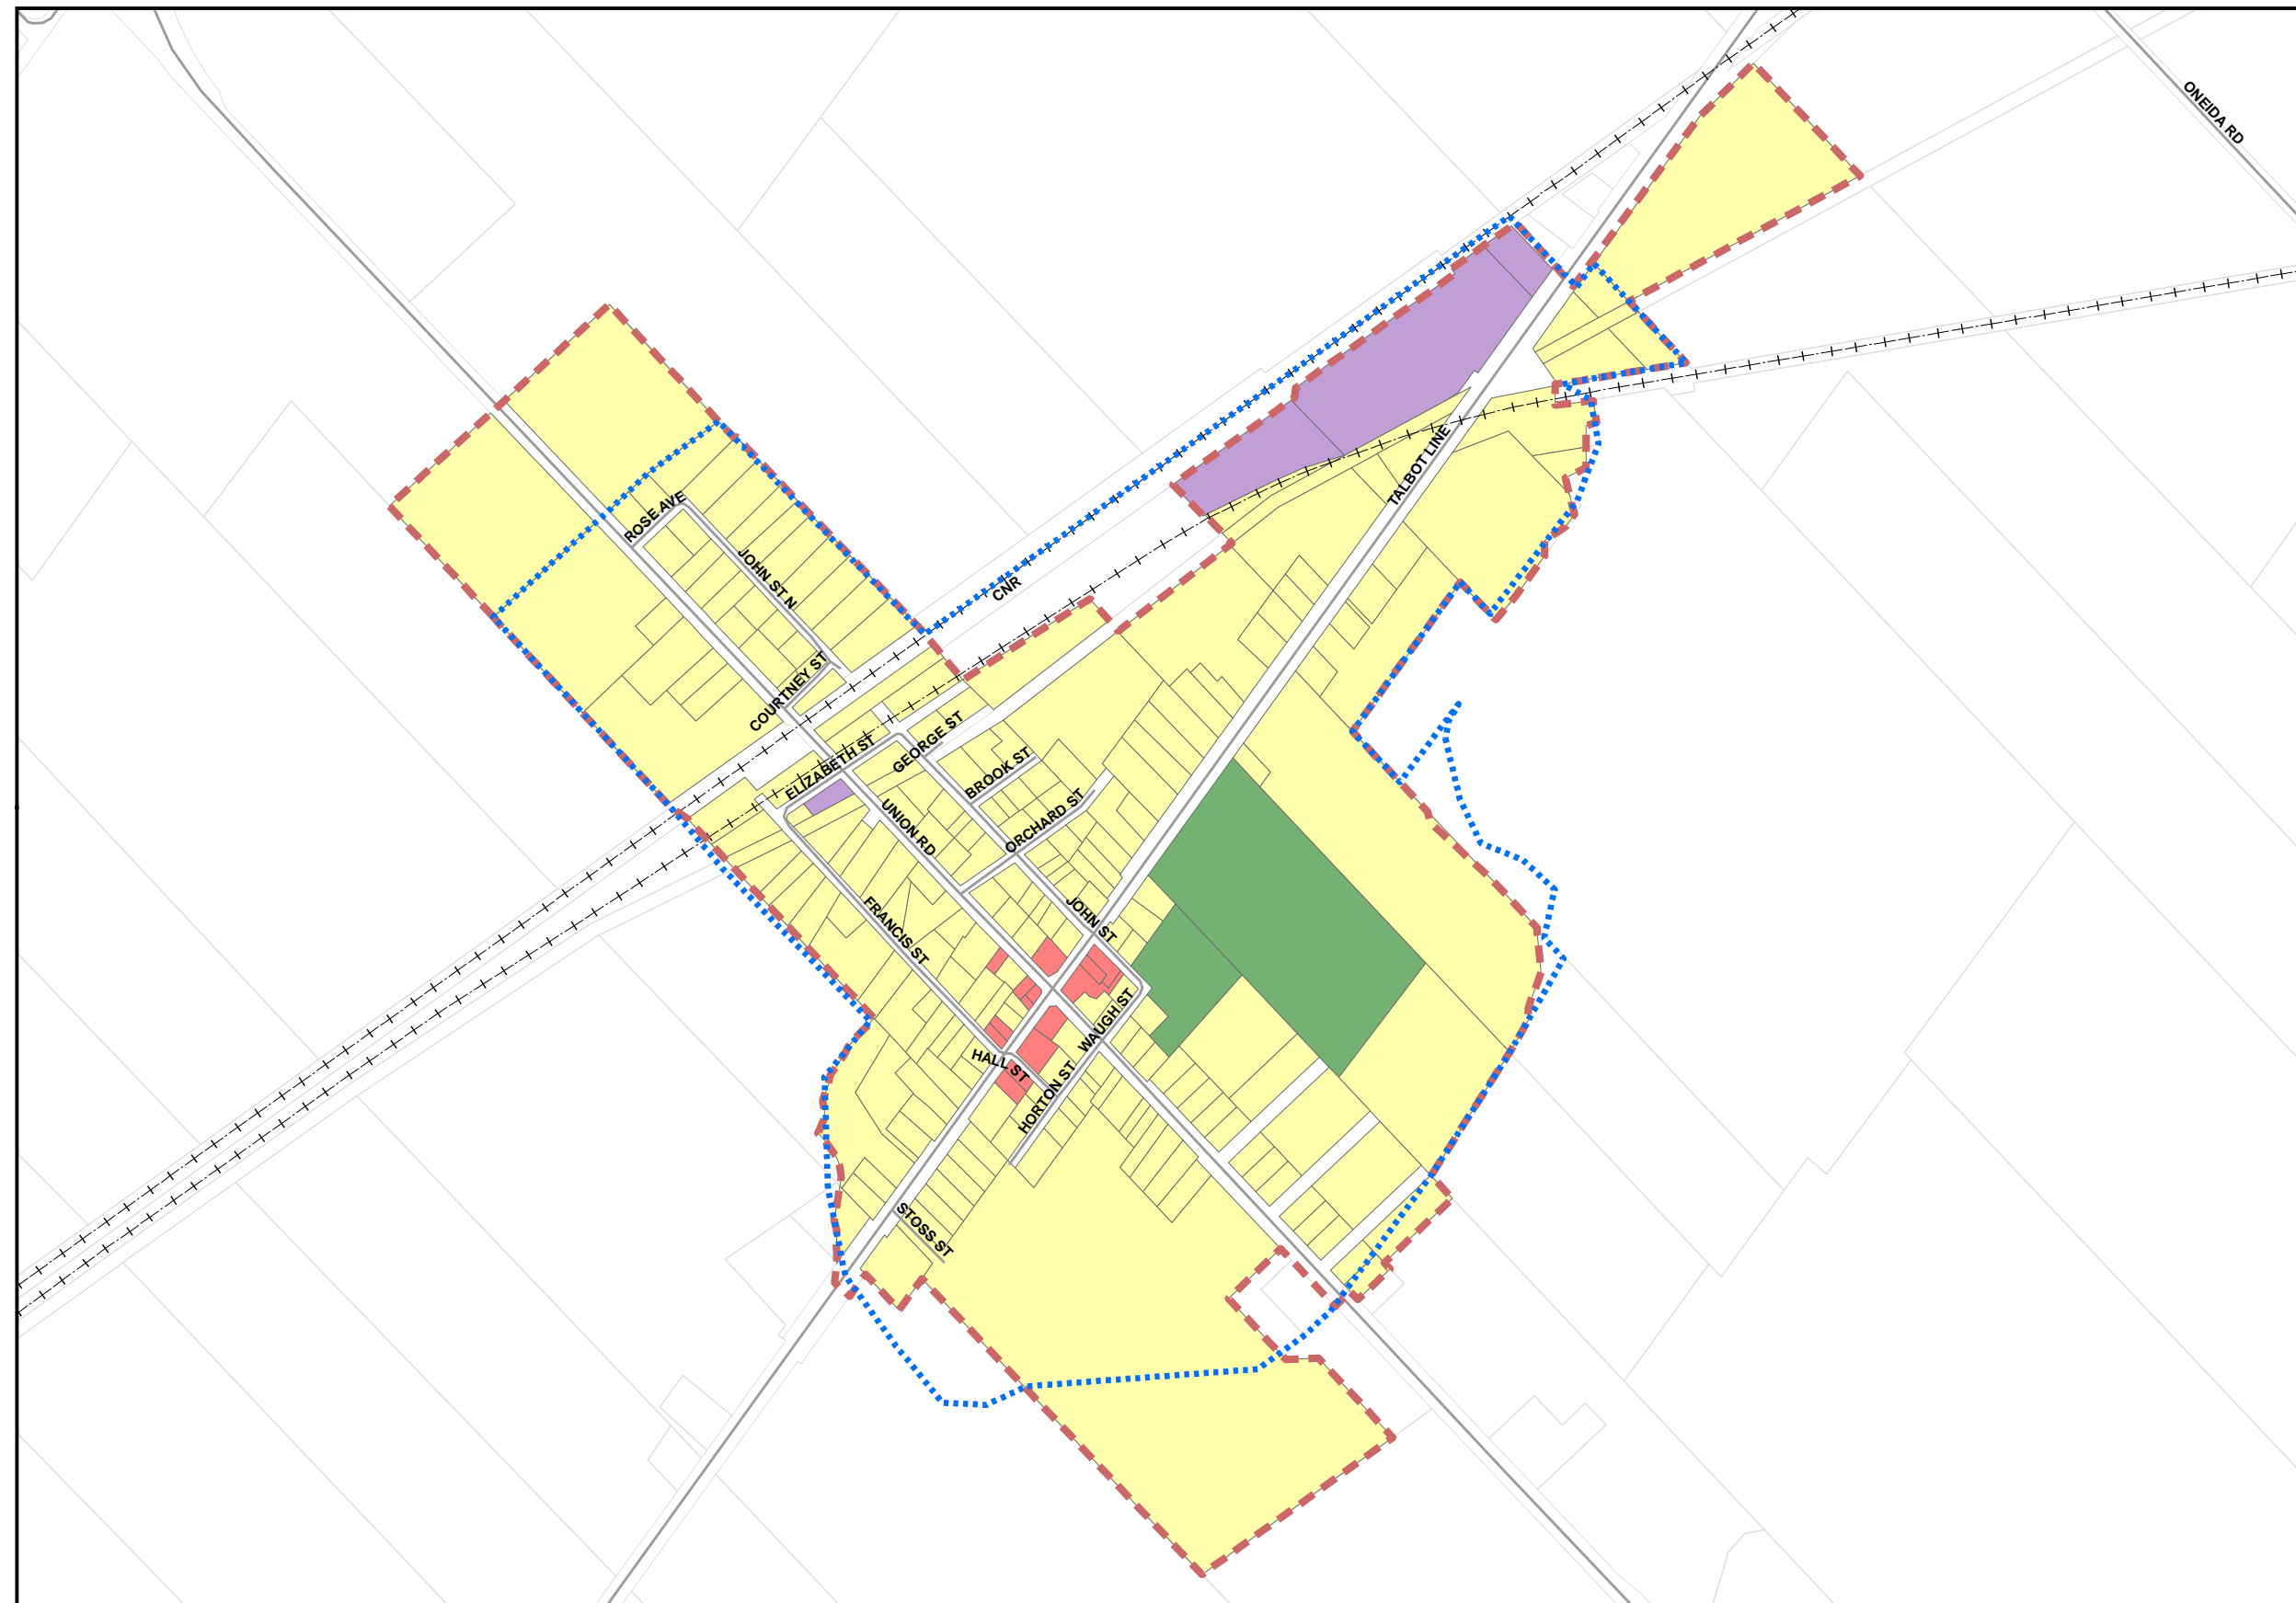 ONEIDA RD
TALBOT LINE
ROSE AVE
JOHN ST N
CNR
COURTNEY ST
ELIZABETH ST
GEORGE ST
BROOK ST
UNION RD
ORCHARD ST
FRANCIS ST
JOHN ST
WAUGH ST
HALL ST
HORTON ST
STOSS ST